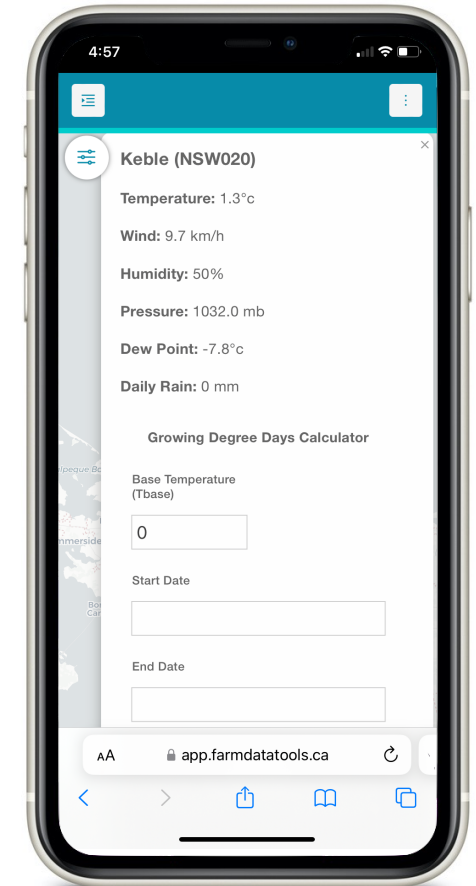 4:57
×
Keble (NSW020)
Temperature: 1.3°c
Wind: 9.7 km/h
Humidity: 50%
Pressure: 1032.0 mb
Dew Point: -7.8°c
Daily Rain: 0 mm
Growing Degree Days Calculator
Base Temperature
(Tbase)
0
Start Date
End Date
AA
app.farmdatatools.ca